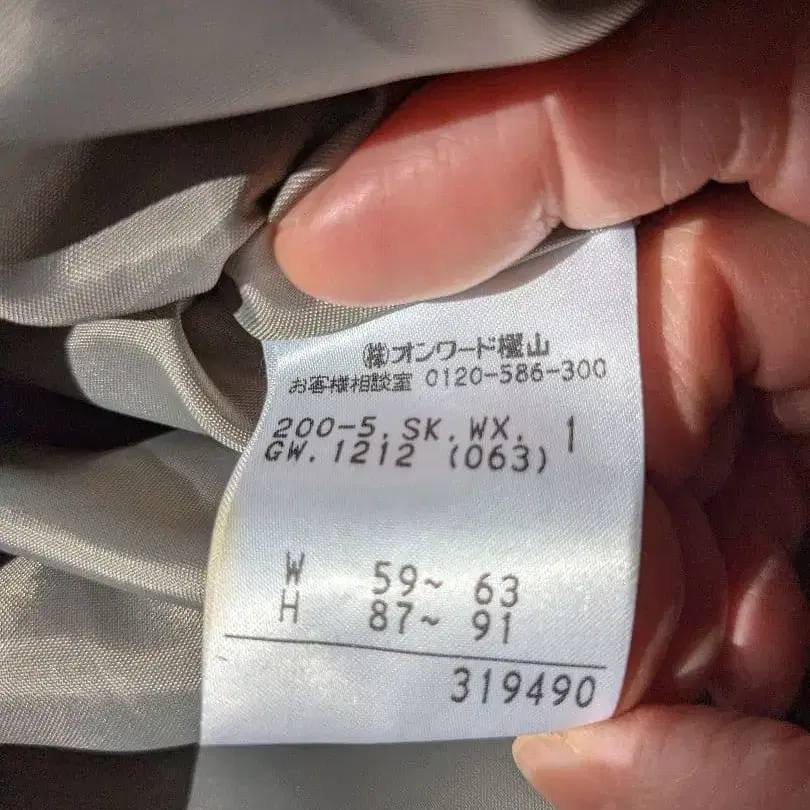 ㈱オンワード樫山
お客様相談室 0120-586-300
200-5.SK.WX. 1
GW.1212 (063)
W 59~ 63
H 87~ 91
319490